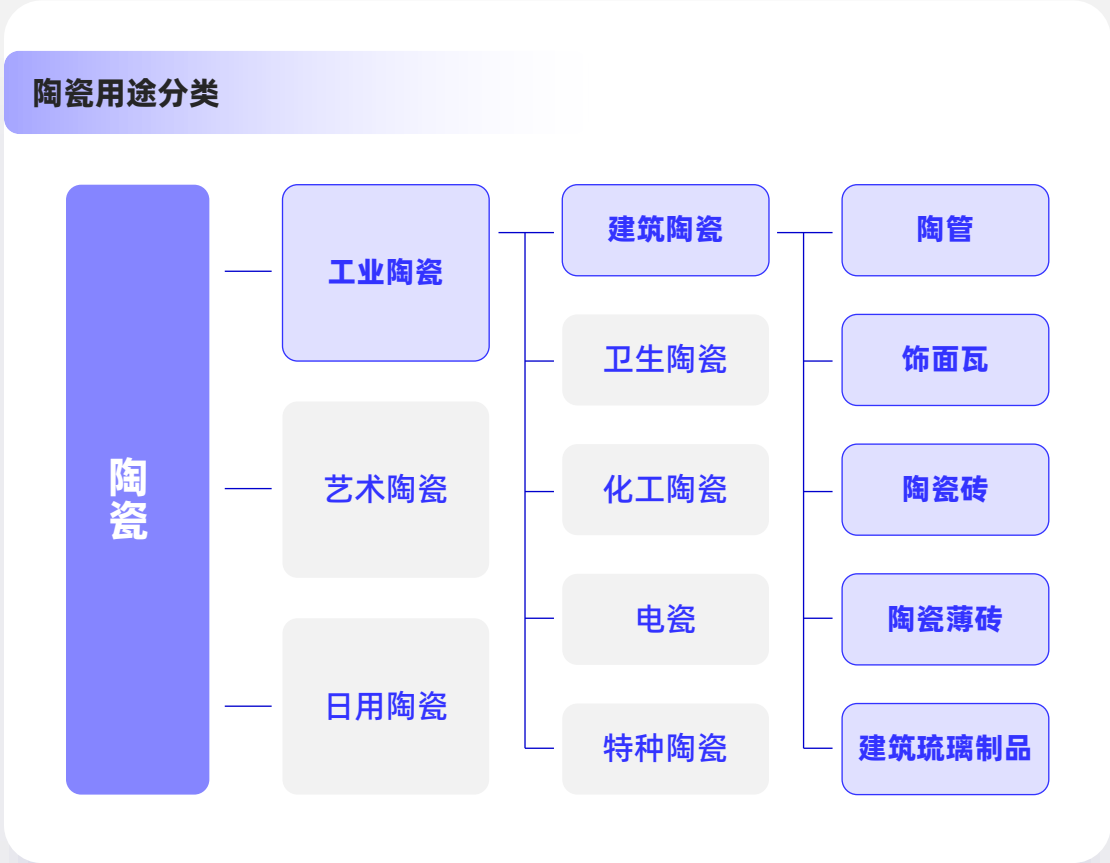 陶瓷用途分类
陶瓷
工业陶瓷
艺术陶瓷
日用陶瓷
建筑陶瓷
卫生陶瓷
化工陶瓷
电瓷
特种陶瓷
陶管
饰面瓦
陶瓷砖
陶瓷薄砖
建筑琉璃制品